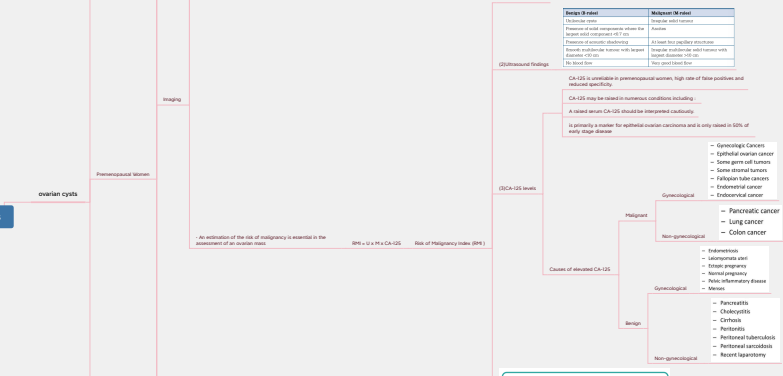 ovarian cysts
Premenopausal Women
Imaging
- An estimation of the risk of malignancy is essential in the
assessment of an ovarian mass
RMI = U x M x CA-125
Risk of Malignancy Index (RMI )
(2)Ultrasound findings
Benign (B-rules) Malignant (M-rules)
Unilocular cysts Irregular solid tumours
Presence of solid components where the
largest solid component <0.7 cm
Ascites
Presence of acoustic shadowing At least four papillary structures
Smooth multilocular tumour with largest
diameter <10 cm
Irregular multilocular solid tumour with
largest diameter >10 cm
No blood flow Very good blood flow
(3)CA-125 levels
CA-125 is unreliable in premenopausal women, high rate of false positives and
reduced specificity.
CA-125 may be raised in numerous conditions including :
A raised serum CA-125 should be interpreted cautiously.
is primarily a marker for epithelial ovarian carcinoma and is only raised in 50% of
early stage disease
Causes of elevated CA-125
Malignant
Gynecological
– Gynecologic Cancers
– Epithelial ovarian cancer
– Some germ cell tumors
– Some stromal tumors
– Fallopian tube cancers
– Endometrial cancer
– Endocervical cancer
Non-gynecological
– Pancreatic cancer
– Lung cancer
– Colon cancer
Benign
Gynecological
– Endometriosis
– Leiomyomata uteri
– Ectopic pregnancy
– Normal pregnancy
– Pelvic inflammatory disease
– Menses
Non-gynecological
– Pancreatitis
– Cholecystitis
– Cirrhosis
– Peritonitis
– Peritoneal tuberculosis
– Peritoneal sarcoidosis
– Recent laparotomy